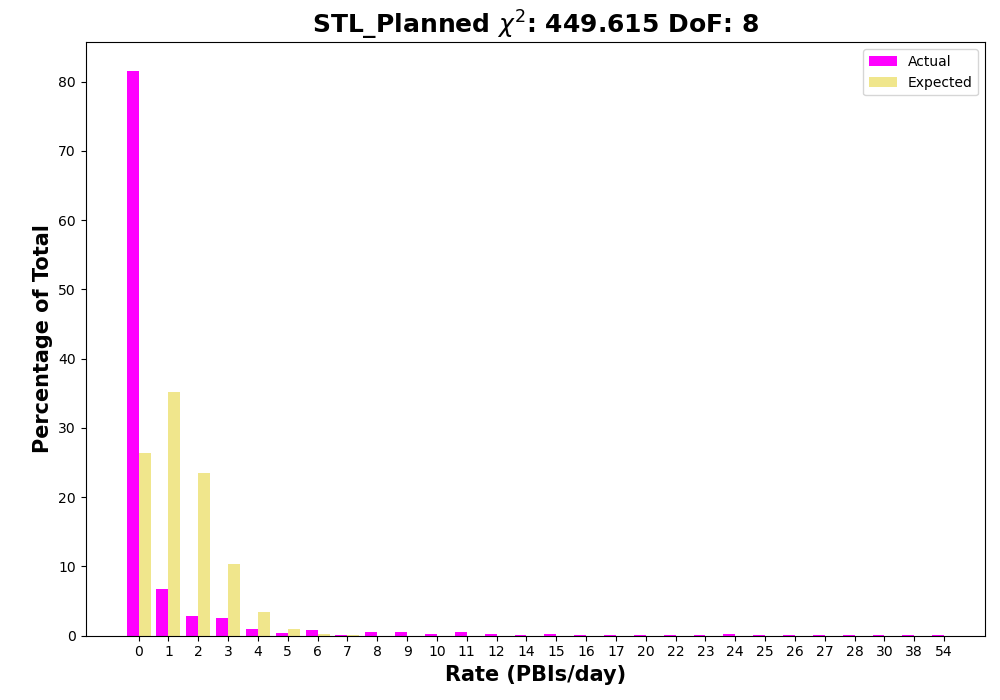 STL_Planned χ²: 449.615 DoF: 8
Actual
Expected
Percentage of Total
80
70
60
50
40
30
20
10
0
0 1 2 3 4 5 6 7 8 9 10 11 12 14 15 16 17 20 22 23 24 25 26 27 28 30 38 54
Rate (PBIs/day)